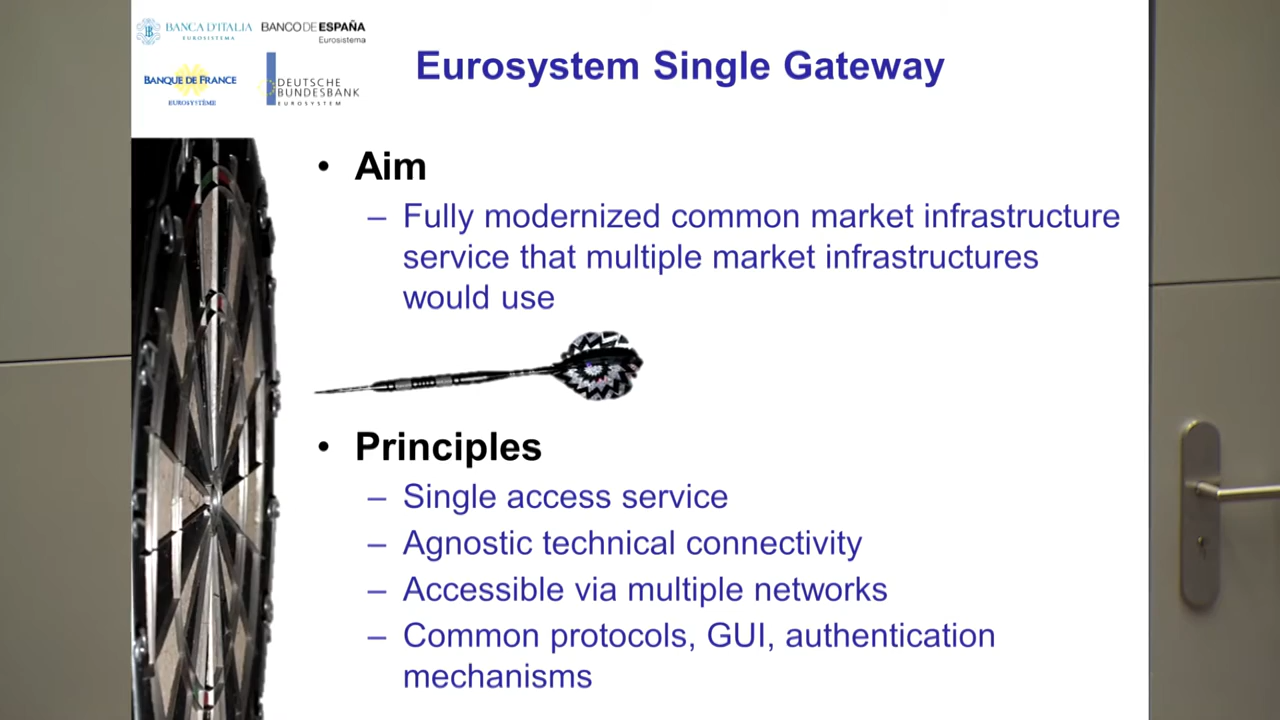 BANCA D'ITALIA
EUROSISTEMA
BANCO DE ESPAÑA
Eurosistema
BANQUE DE FRANCE
EUROSYSTÈME
DEUTSCHE
BUNDESBANK
EUROSYSTEM
Eurosystem Single Gateway
• Aim
– Fully modernized common market infrastructure
service that multiple market infrastructures
would use
• Principles
– Single access service
– Agnostic technical connectivity
– Accessible via multiple networks
– Common protocols, GUI, authentication
mechanisms